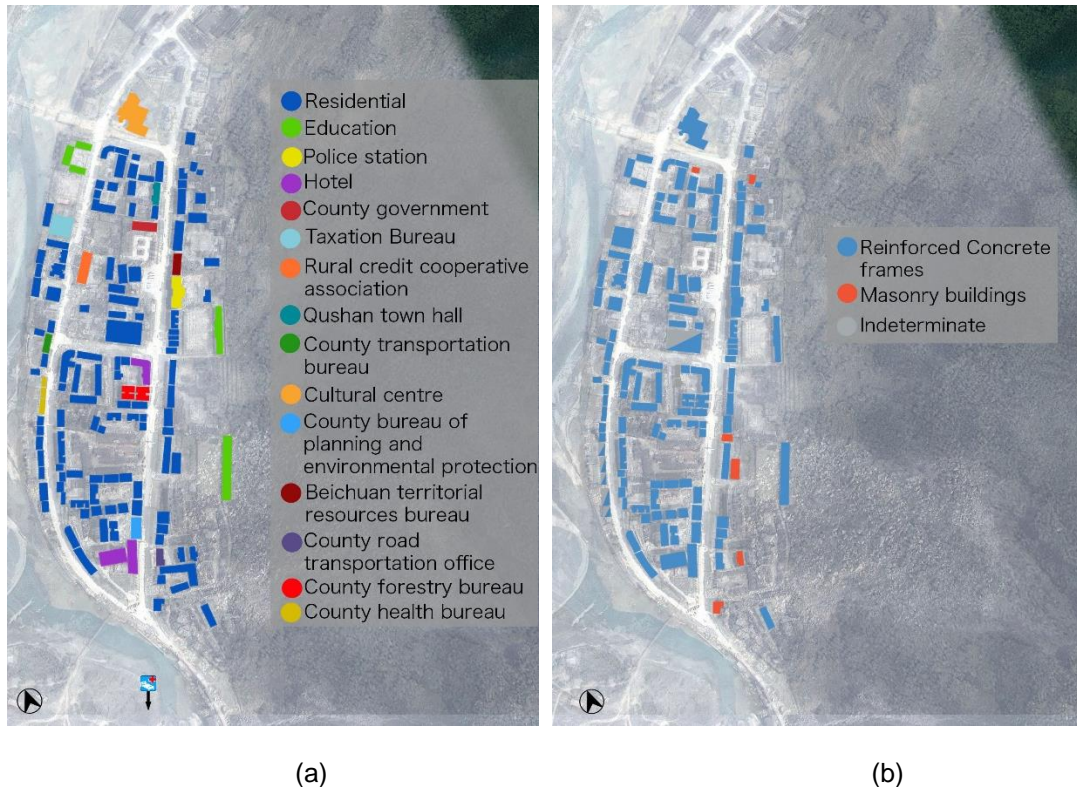 Residential
Education
Police station
Hotel
County government
Taxation Bureau
Rural credit cooperative
association
Qushan town hall
County transportation
bureau
Cultural centre
County bureau of
planning and
environmental protection
Beichuan territorial
resources bureau
County road
transportation office
County forestry bureau
County health bureau
Reinforced Concrete
frames
Masonry buildings
Indeterminate
(a)
(b)